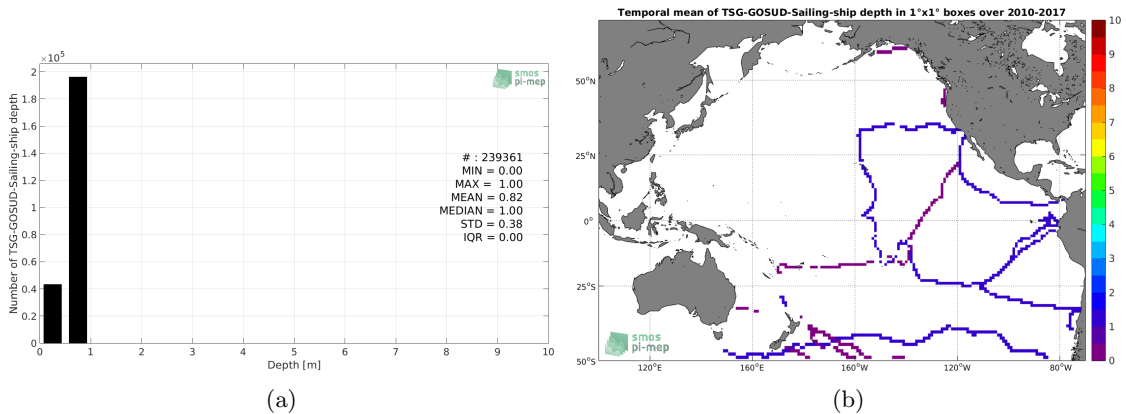 ×10⁵
2
1.8
1.6
1.4
1.2
1
0.8
0.6
0.4
0.2
0
Number of TSG-GOSUD-Sailing-ship depth
smos
pi-mep
# : 239361
MIN = 0.00
MAX = 1.00
MEAN = 0.82
MEDIAN = 1.00
STD = 0.38
IQR = 0.00
0 1 2 3 4 5 6 7 8 9 10
Depth [m]
(a)
Temporal mean of TSG-GOSUD-Sailing-ship depth in 1°x1° boxes over 2010-2017
50°N
25°N
0°
25°S
50°S
smos
pi-mep
120°E 160°E 160°W 120°W 80°W
10
9
8
7
6
5
4
3
2
1
0
(b)